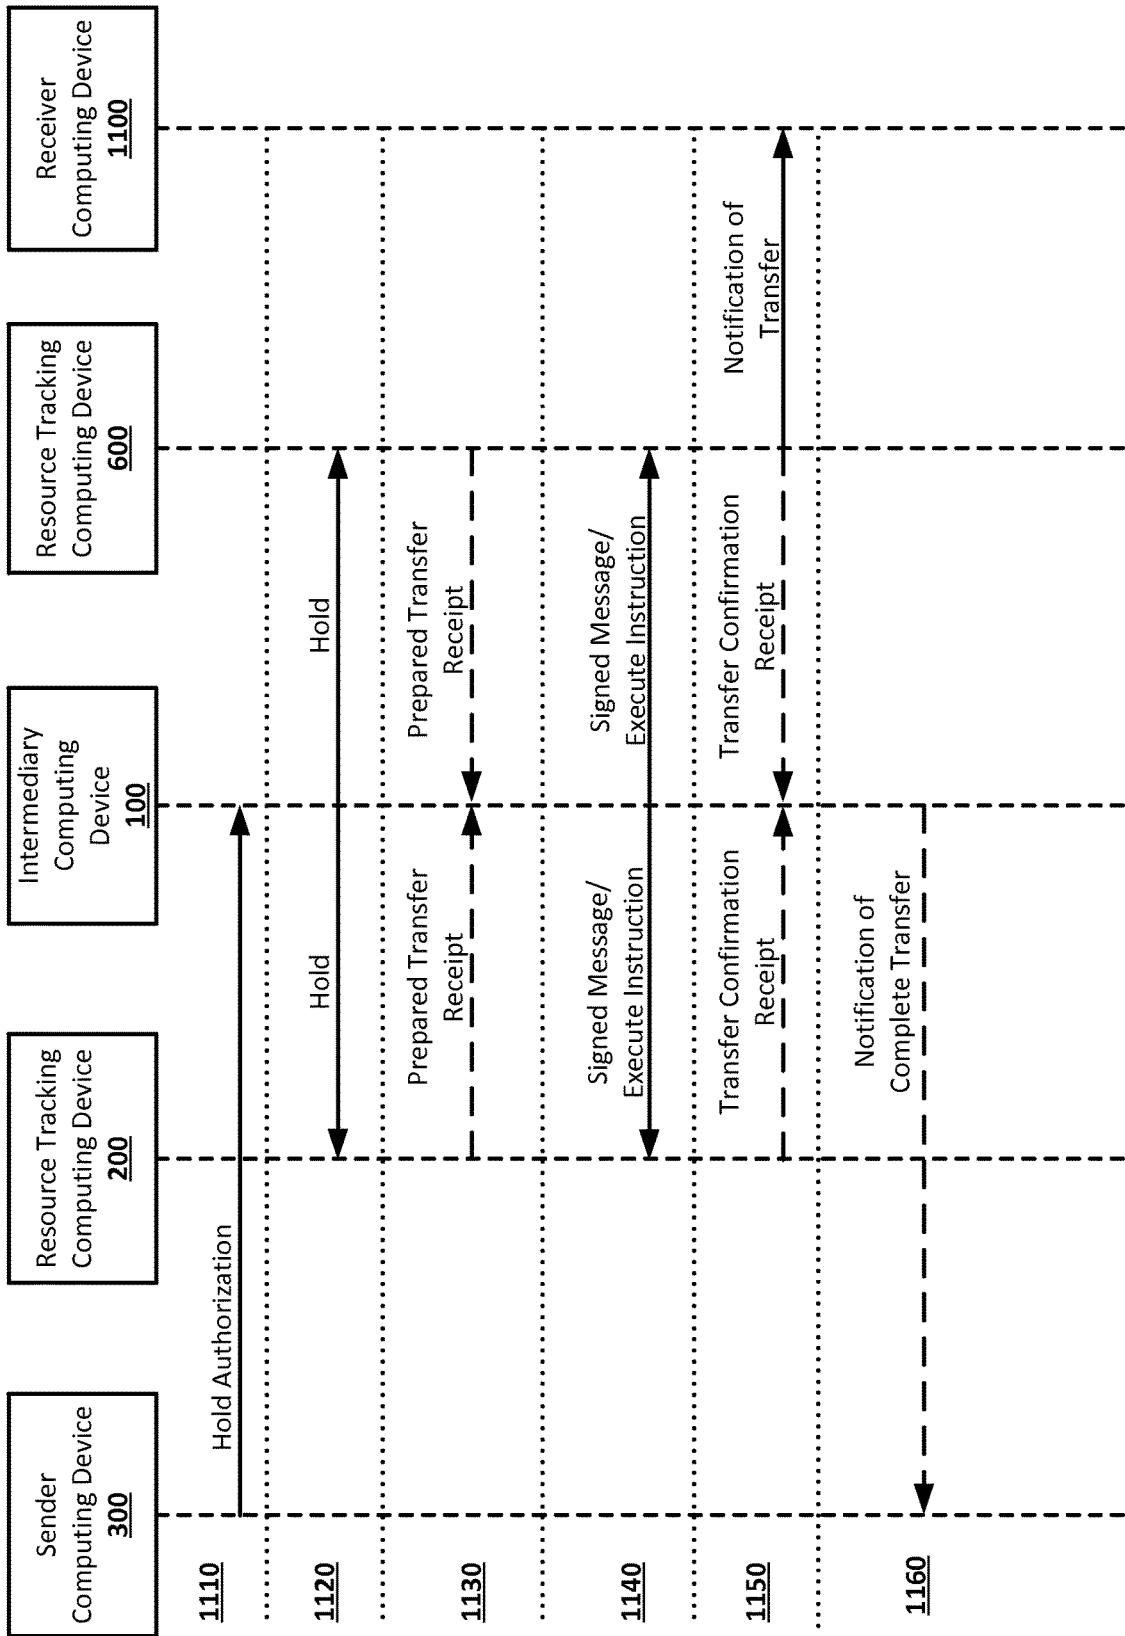 Sender
Computing Device
300
Resource Tracking
Computing Device
200
Intermediary
Computing
Device
100
Resource Tracking
Computing Device
600
Receiver
Computing Device
1100
1110
Hold Authorization
1120
Hold
Hold
1130
Prepared Transfer
Receipt
Prepared Transfer
Receipt
1140
Signed Message/
Execute Instruction
Signed Message/
Execute Instruction
1150
Transfer Confirmation
Receipt
Transfer Confirmation
Receipt
Notification of
Transfer
1160
Notification of
Complete Transfer